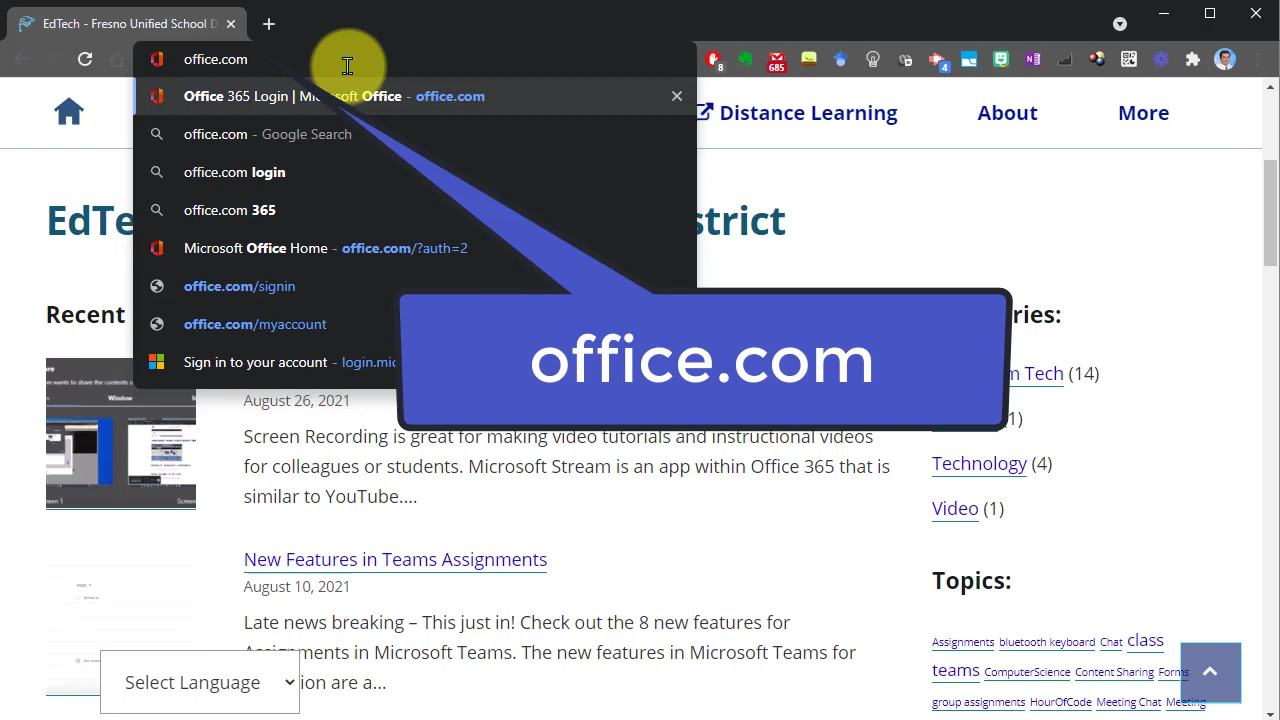 EdTech - Fresno Unified School D
office.com
8
685
4
Office 365 Login | Microsoft Office - office.com
office.com - Google Search
office.com login
office.com 365
Microsoft Office Home - office.com/?auth=2
office.com/signin
office.com/myaccount
Sign in to your account - login.mic
office.com
Distance Learning
About
More
EdTe
strict
Recent
August 26, 2021
Screen Recording is great for making video tutorials and instructional videos
for colleagues or students. Microsoft Stream is an app within Office 365 that is
similar to YouTube....
New Features in Teams Assignments
August 10, 2021
Late news breaking – This just in! Check out the 8 new features for
Assignments in Microsoft Teams. The new features in Microsoft Teams for
ion are a...
Select Language
ries:
m Tech (14)
1)
Technology (4)
Video (1)
Topics:
Assignments bluetooth keyboard Chat class
teams ComputerScience Content Sharing Forms
group assignments HourOfCode Meeting Chat Meeting
Window